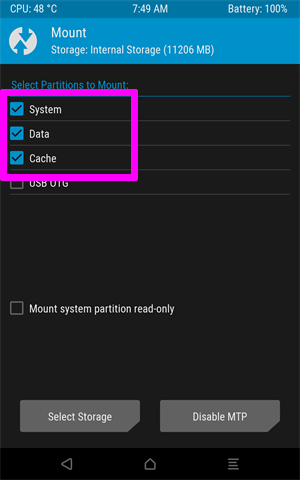 CPU: 48 °C 7:49 AM Battery: 100%
Mount
Storage: Internal Storage (11206 MB)
Select Partitions to Mount:
System
Data
Cache
USB OTG
Mount system partition read-only
Select Storage Disable MTP